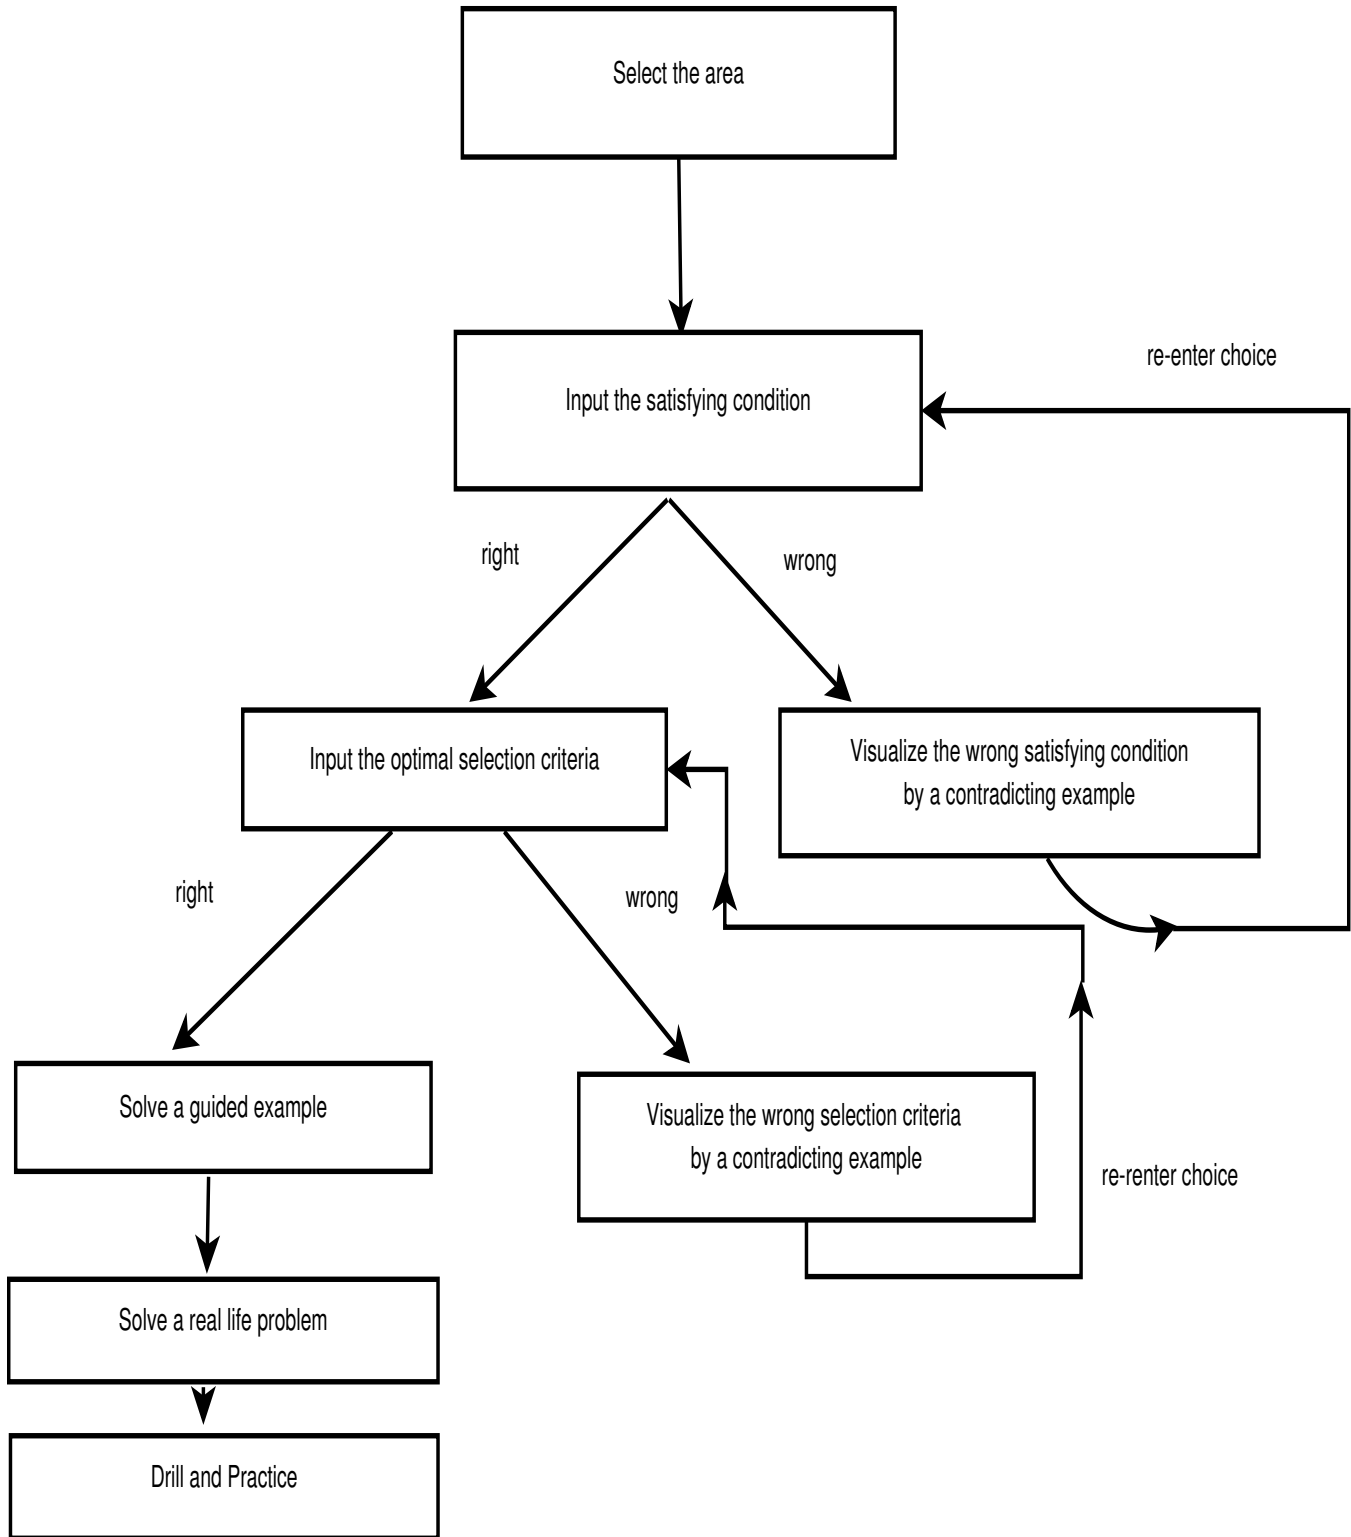 Select the area
re-enter choice
Input the satisfying condition
right
wrong
Input the optimal selection criteria
Visualize the wrong satisfying condition
by a contradicting example
right
wrong
Solve a guided example
Visualize the wrong selection criteria
by a contradicting example
re-renter choice
Solve a real life problem
Drill and Practice